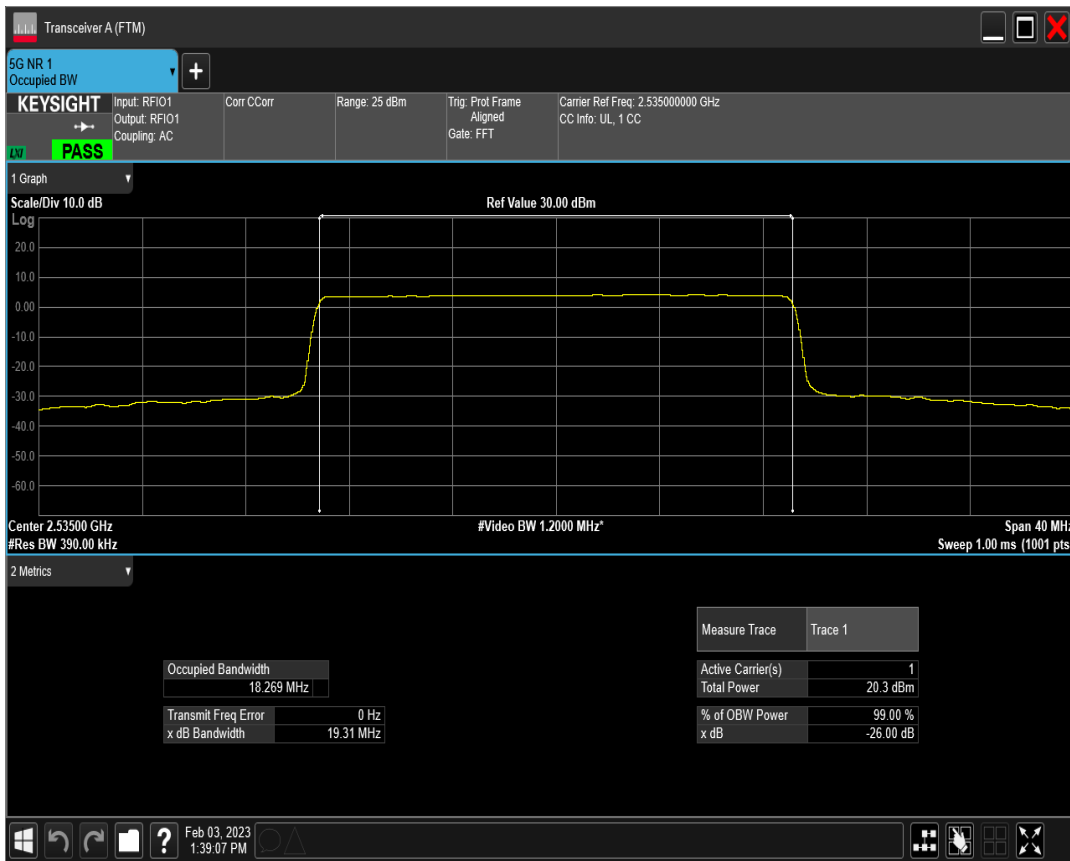 Transceiver A (FTM)
5G NR 1
Occupied BW
+
KEYSIGHT
LXI
PASS
Input: RFIO1
Output: RFIO1
Coupling: AC
Corr CCorr
Range: 25 dBm
Trig: Prot Frame
Aligned
Gate: FFT
Carrier Ref Freq: 2.535000000 GHz
CC Info: UL, 1 CC
1 Graph
Scale/Div 10.0 dB
Ref Value 30.00 dBm
Log
20.0
10.0
0.00
-10.0
-20.0
-30.0
-40.0
-50.0
-60.0
Center 2.53500 GHz
#Video BW 1.2000 MHz*
Span 40 MHz
#Res BW 390.00 kHz
Sweep 1.00 ms (1001 pts
2 Metrics
Measure Trace Trace 1
Occupied Bandwidth
18.269 MHz
Active Carrier(s) 1
Total Power 20.3 dBm
Transmit Freq Error 0 Hz
x dB Bandwidth 19.31 MHz
% of OBW Power 99.00 %
x dB -26.00 dB
?
Feb 03, 2023
1:39:07 PM